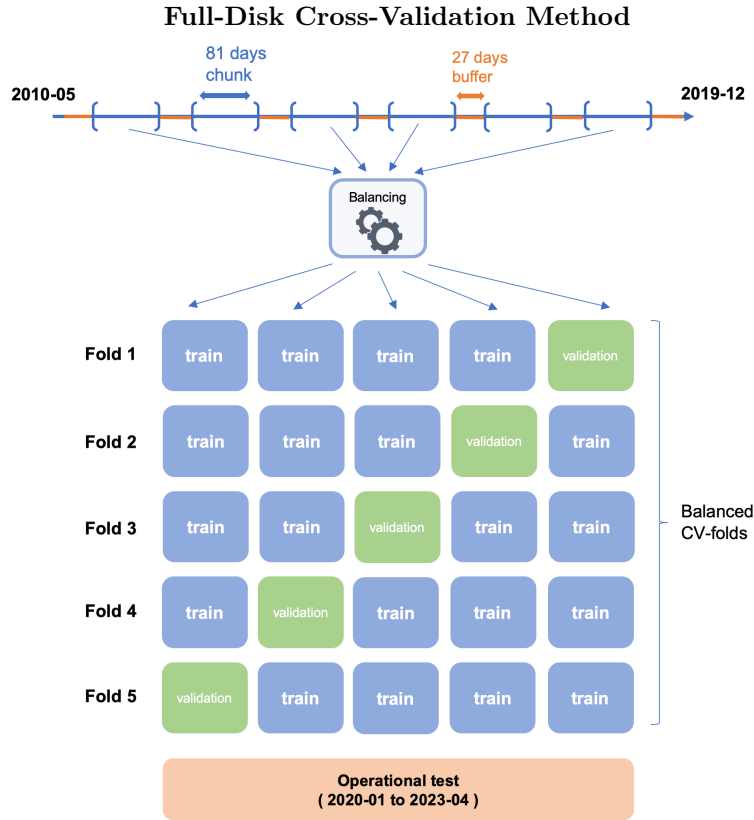 Full-Disk Cross-Validation Method
81 days
chunk
27 days
buffer
2010-05
2019-12
Balancing
Fold 1
train
train
train
train
validation
Fold 2
train
train
train
validation
train
Fold 3
train
train
validation
train
train
Balanced
CV-folds
Fold 4
train
validation
train
train
train
Fold 5
validation
train
train
train
train
Operational test
( 2020-01 to 2023-04 )